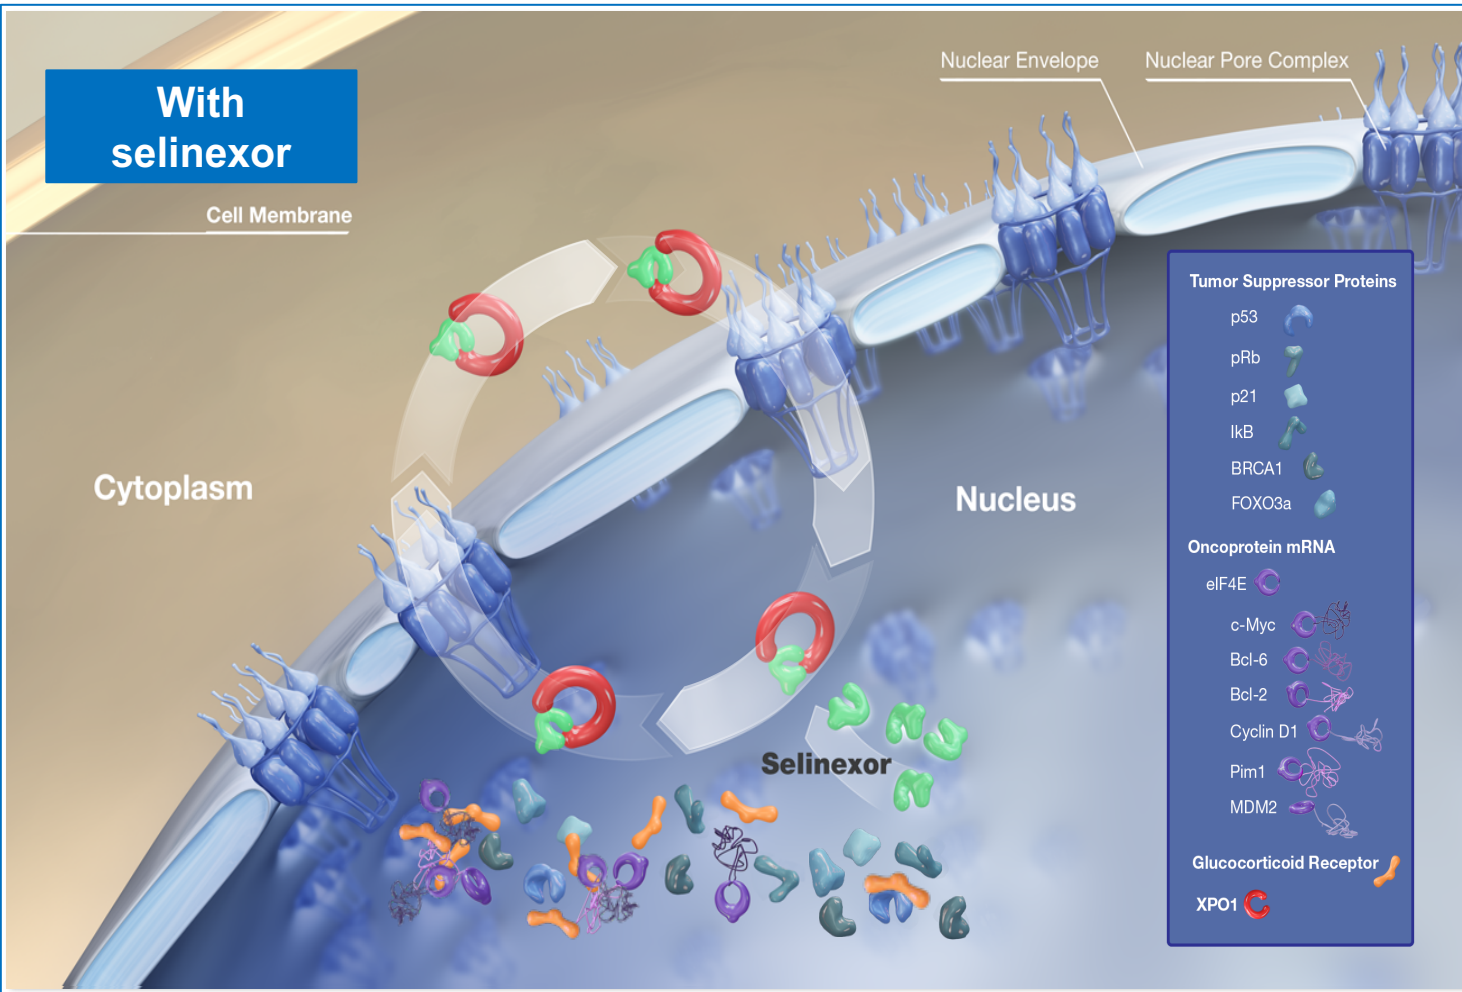 With
selinexor
Nuclear Envelope
Nuclear Pore Complex
Cell Membrane
Cytoplasm
Nucleus
Selinexor
Tumor Suppressor Proteins
p53
pRb
p21
IkB
BRCA1
FOXO3a
Oncoprotein mRNA
eIF4E
c-Myc
Bcl-6
Bcl-2
Cyclin D1
Pim1
MDM2
Glucocorticoid Receptor
XPO1